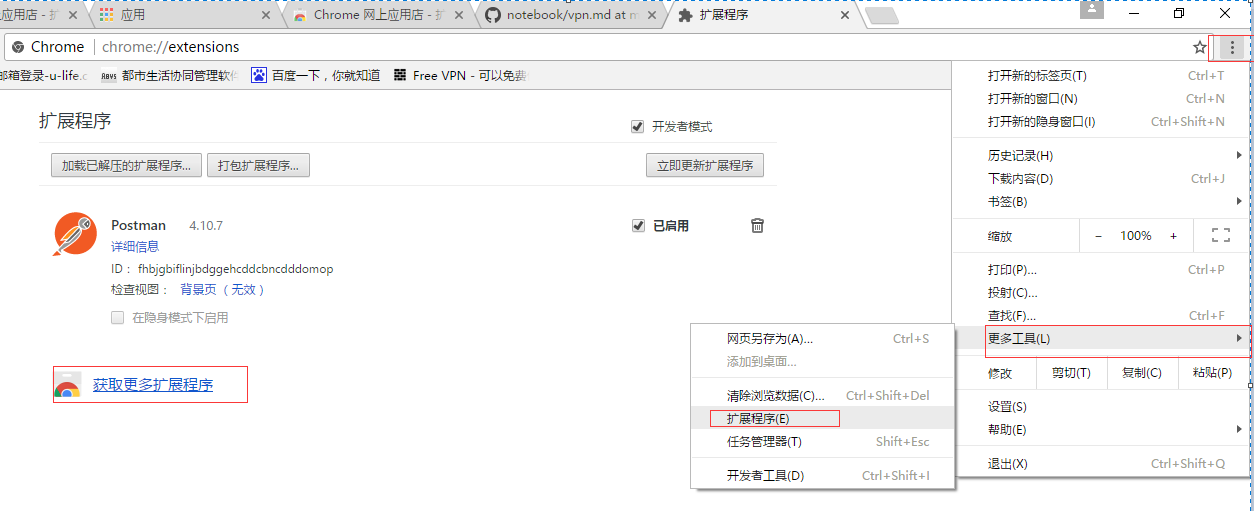 应用店 - 扩
应用
Chrome 网上应用店 - 扩
notebook/vpn.md at m
扩展程序
Chrome chrome://extensions
邮箱登录-u-life.c
都市生活协同管理软件
百度一下，你就知道
Free VPN - 可以免费
扩展程序
开发者模式
加载已解压的扩展程序...
打包扩展程序...
立即更新扩展程序
Postman 4.10.7
已启用
详细信息
ID： fhbjgbiflinjbdggehcddcbncdddomop
检查视图： 背景页 （无效）
在隐身模式下启用
获取更多扩展程序
打开新的标签页(T) Ctrl+T
打开新的窗口(N) Ctrl+N
打开新的隐身窗口(I) Ctrl+Shift+N
历史记录(H)
下载内容(D) Ctrl+J
书签(B)
缩放 − 100% +
打印(P)... Ctrl+P
投射(C)...
查找(F)... Ctrl+F
更多工具(L)
修改 剪切(T) 复制(C) 粘贴(P)
设置(S)
帮助(E)
退出(X) Ctrl+Shift+Q
网页另存为(A)... Ctrl+S
添加到桌面...
清除浏览数据(C)... Ctrl+Shift+Del
扩展程序(E)
任务管理器(T) Shift+Esc
开发者工具(D) Ctrl+Shift+I